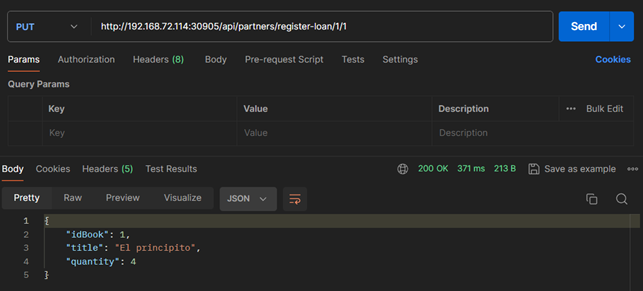 PUT http://192.168.72.114:30905/api/partners/register-loan/1/1 Send
Params Authorization Headers (8) Body Pre-request Script Tests Settings Cookies
Query Params
Key Value Description ••• Bulk Edit
Key Value Description
Body Cookies Headers (5) Test Results 200 OK 371 ms 213 B Save as example •••
Pretty Raw Preview Visualize JSON
1 {
2 "idBook": 1,
3 "title": "El principito",
4 "quantity": 4
5 }